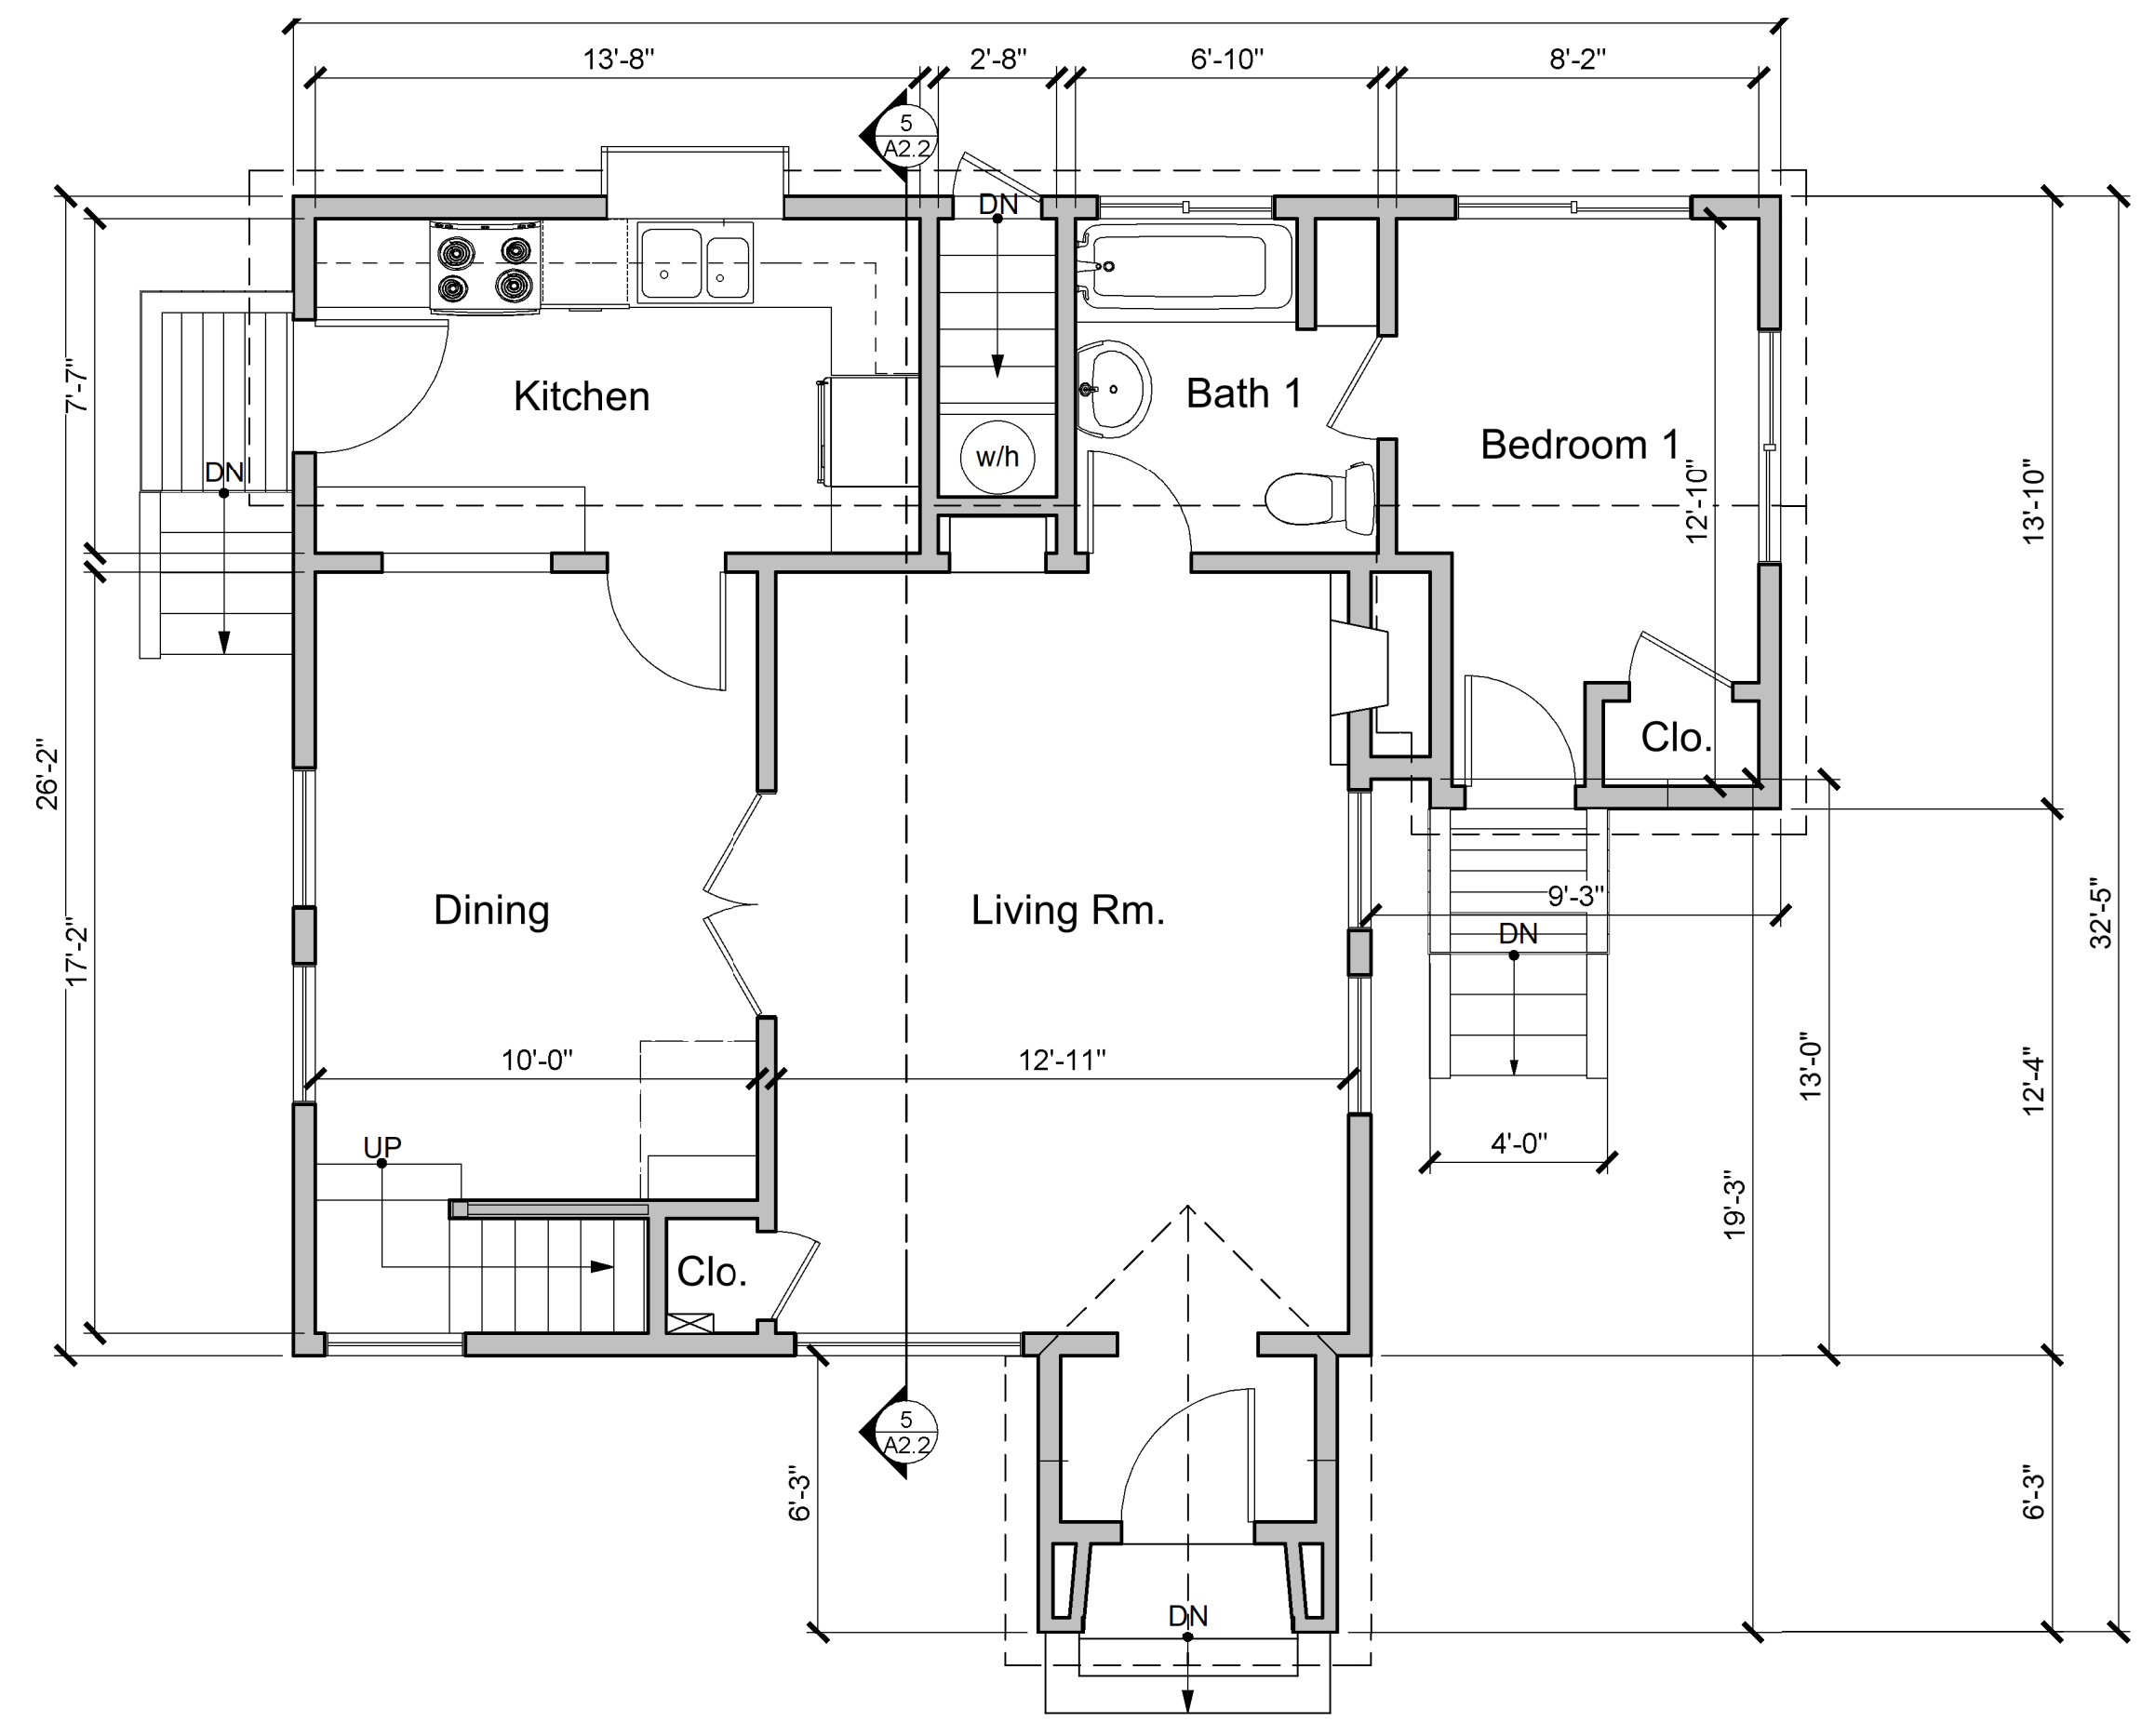 13'-8" 2'-8" 6'-10" 8'-2"
5
A2.2
DN
7'-7"
Kitchen
Bath 1
Bedroom 1
w/h
DN
12'-10"
13'-10"
Clo.
26'-2"
17'-2"
Dining
Living Rm.
9'-3"
DN
32'-5"
10'-0"
12'-11"
13'-0"
12'-4"
UP
4'-0"
19'-3"
Clo.
5
A2.2
6'-3"
6'-3"
DN